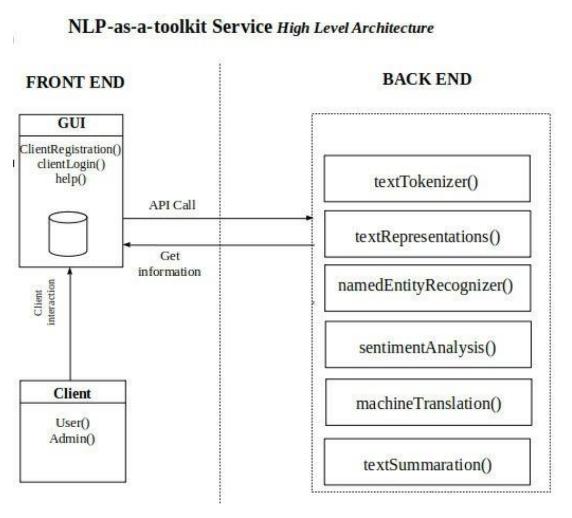 NLP-as-a-toolkit Service High Level Architecture
FRONT END
BACK END
GUI
ClientRegistration()
clientLogin()
help()
API Call
Get
information
Client
interaction
Client
User()
Admin()
textTokenizer()
textRepresentations()
namedEntityRecognizer()
sentimentAnalysis()
machineTranslation()
textSummaration()